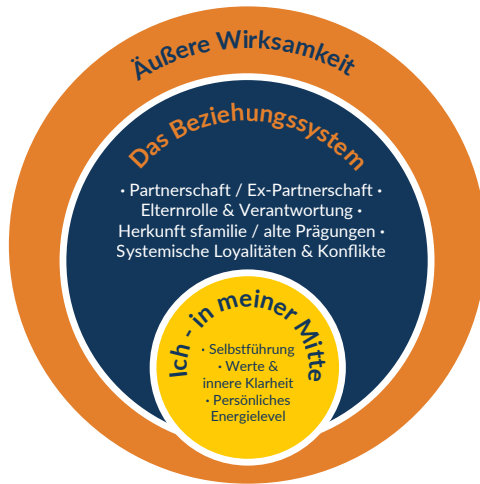 Äußere Wirksamkeit
Das Beziehungssystem
· Partnerschaft / Ex-Partnerschaft ·
Elternrolle & Verantwortung ·
Herkunft sfamilie / alte Prägungen ·
Systemische Loyalitäten & Konflikte
Ich - in meiner Mitte
· Selbstführung
· Werte &
innere Klarheit
· Persönliches
Energielevel